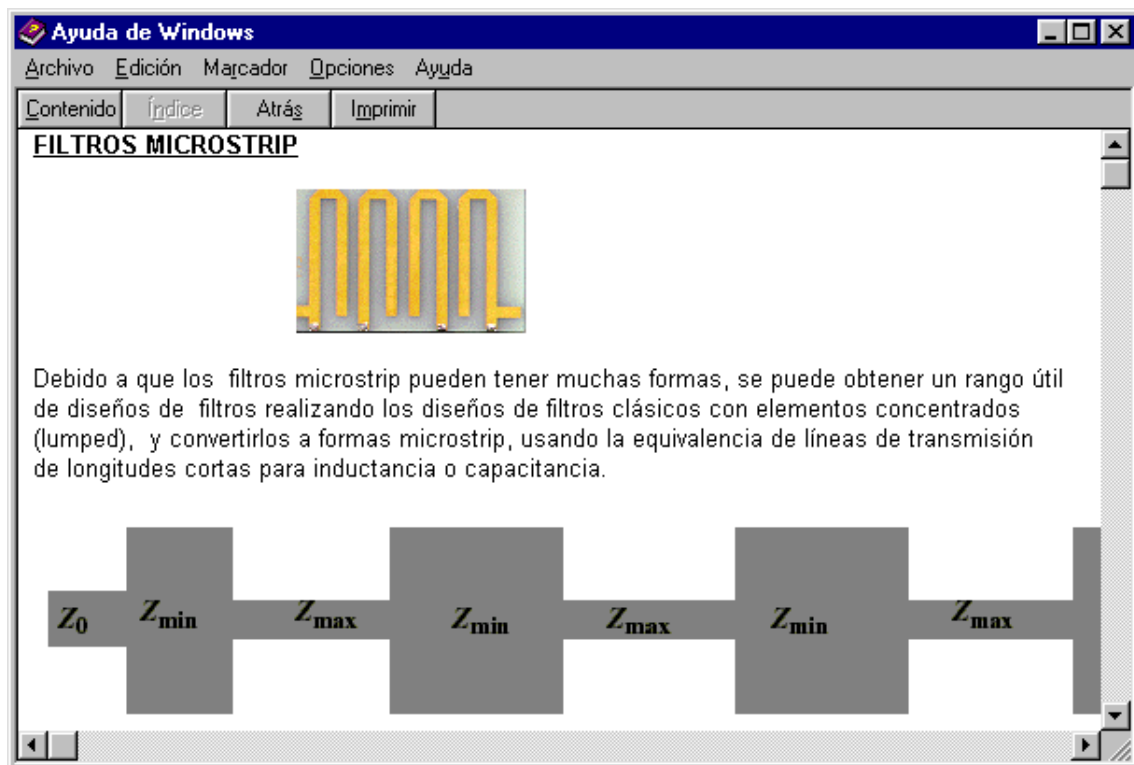 Ayuda de Windows
Archivo Edición Marcador Opciones Ayuda
Contenido Índice Atrás Imprimir
FILTROS MICROSTRIP
Debido a que los filtros microstrip pueden tener muchas formas, se puede obtener un rango útil
de diseños de filtros realizando los diseños de filtros clásicos con elementos concentrados
(lumped), y convertirlos a formas microstrip, usando la equivalencia de líneas de transmisión
de longitudes cortas para inductancia o capacitancia.
Z0 Zmin Zmax Zmin Zmax Zmin Zmax